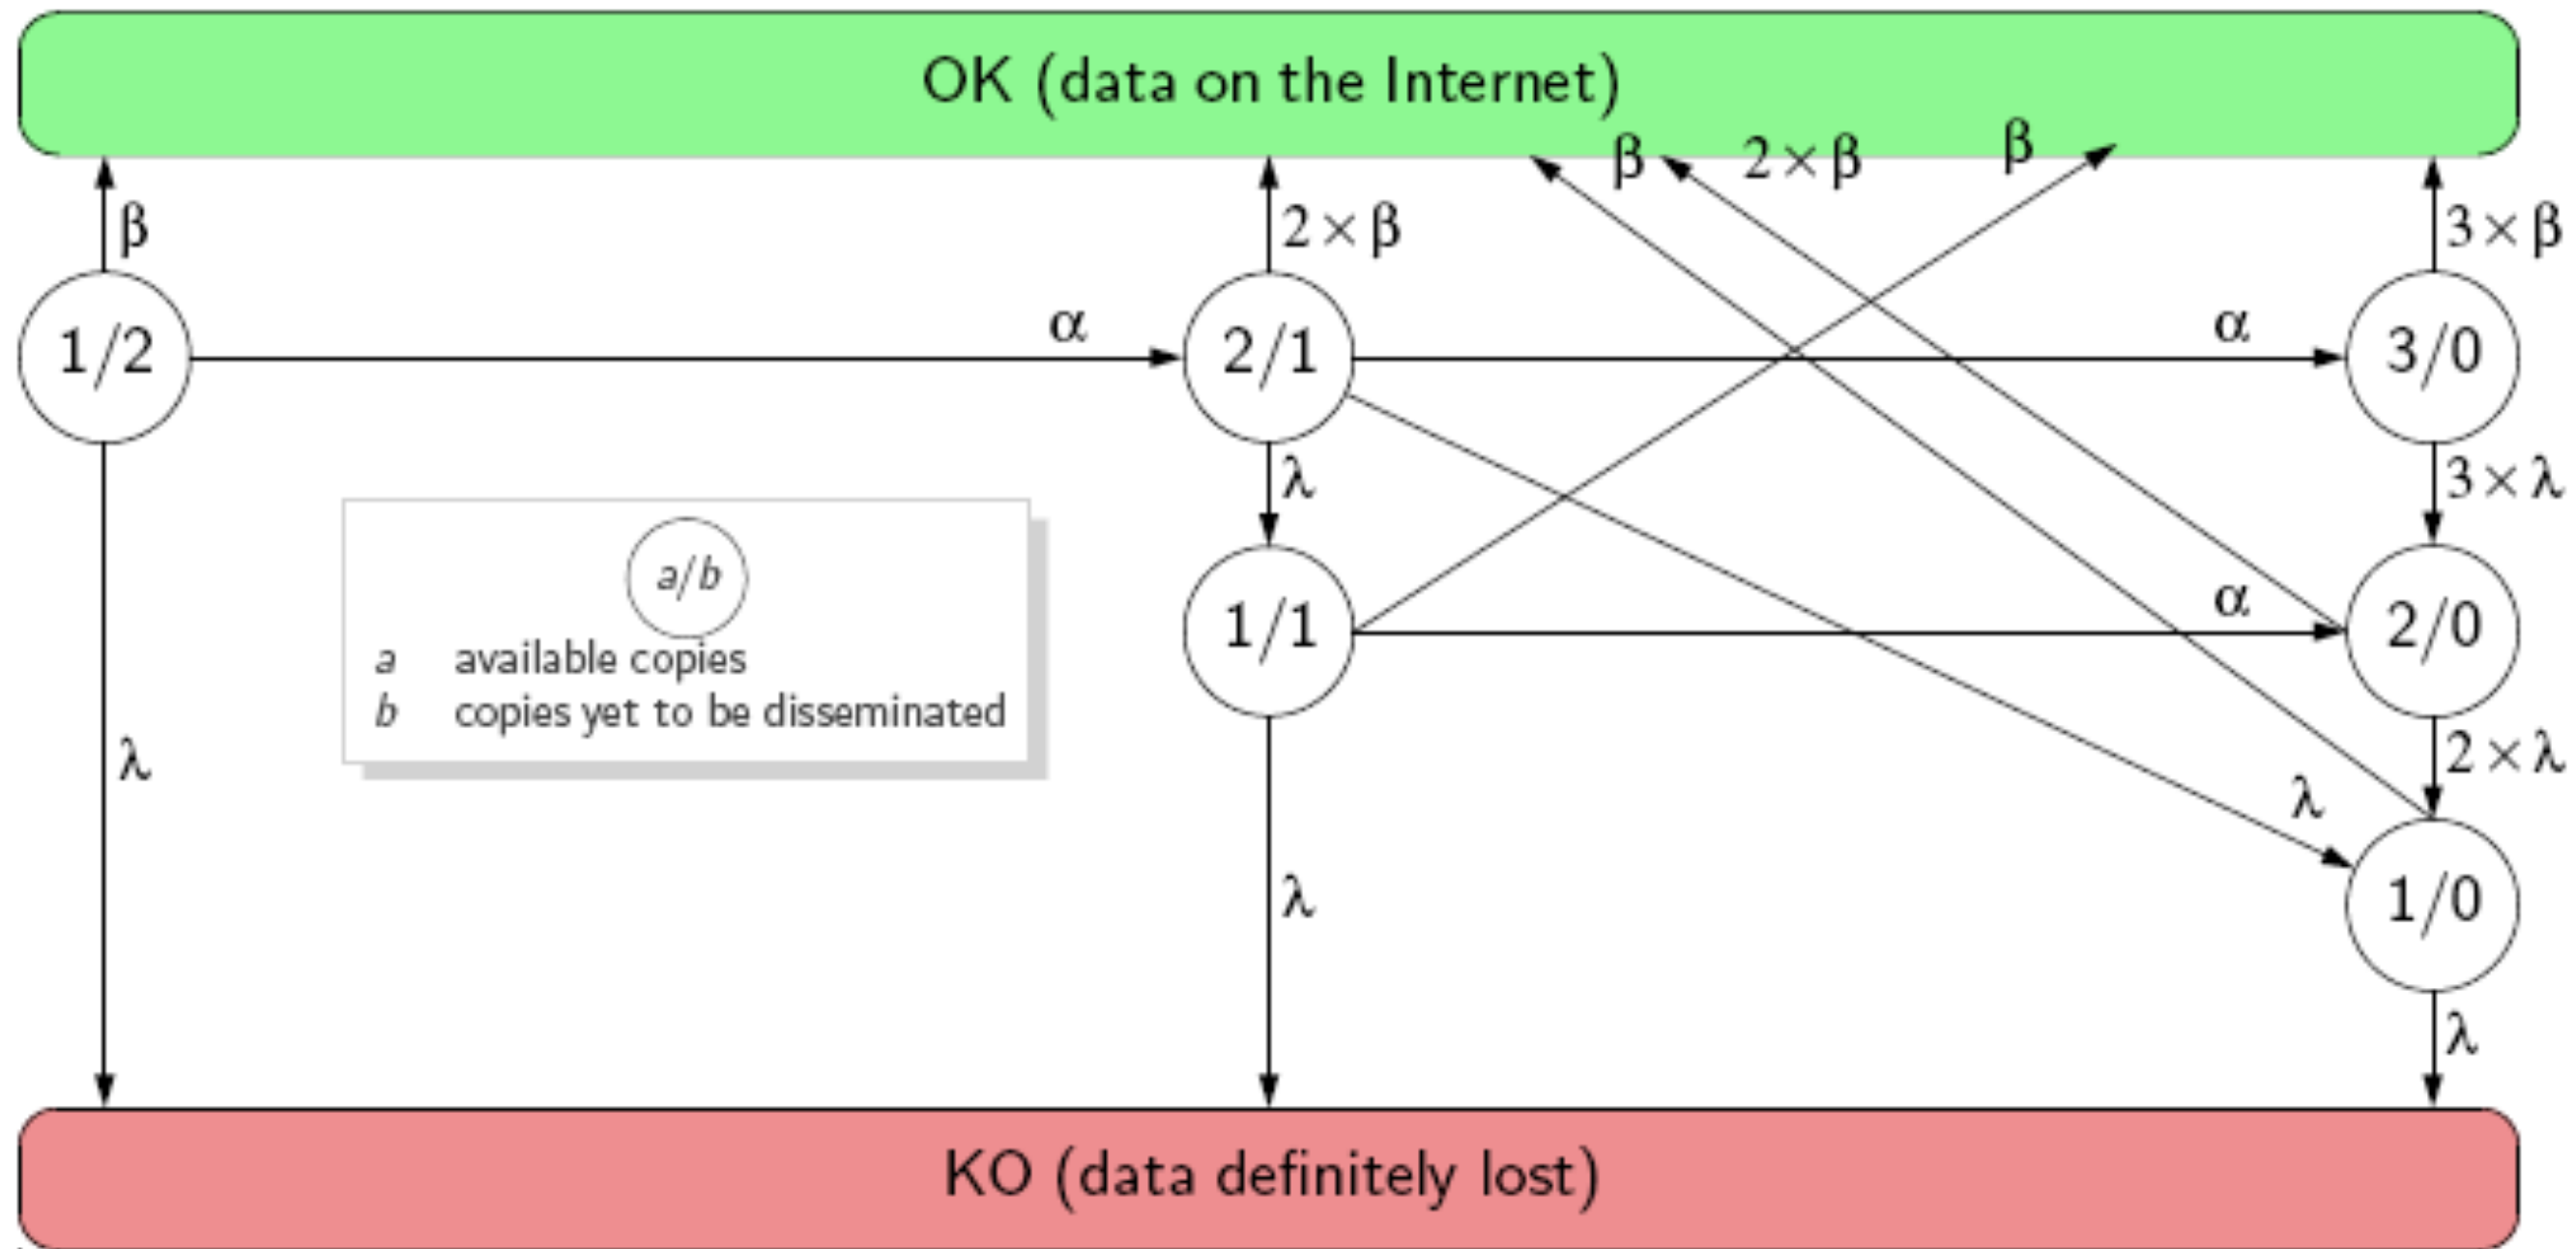 OK (data on the Internet)
β 2×β β
β 2×β 3×β
α α
1/2 2/1 3/0
λ 3×λ
a/b
α
1/1 2/0
a available copies
b copies yet to be disseminated
λ 2×λ
λ
λ 1/0
λ
KO (data definitely lost)